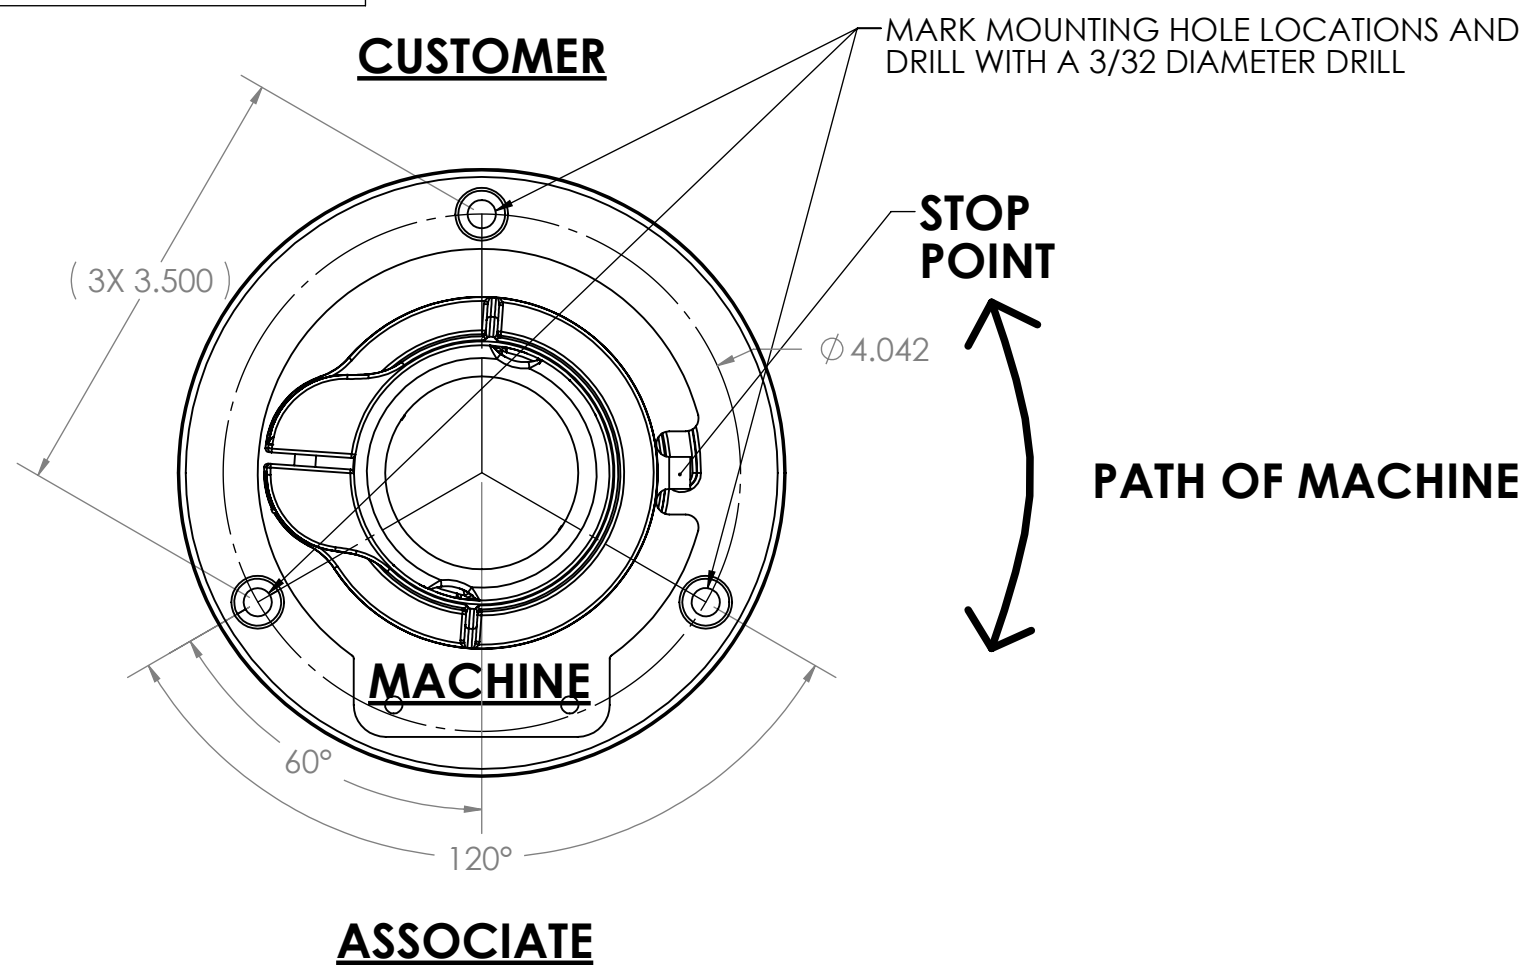 CUSTOMER
MARK MOUNTING HOLE LOCATIONS AND
DRILL WITH A 3/32 DIAMETER DRILL
STOP
POINT
( 3X 3.500 )
∅ 4.042
PATH OF MACHINE
MACHINE
60°
120°
ASSOCIATE